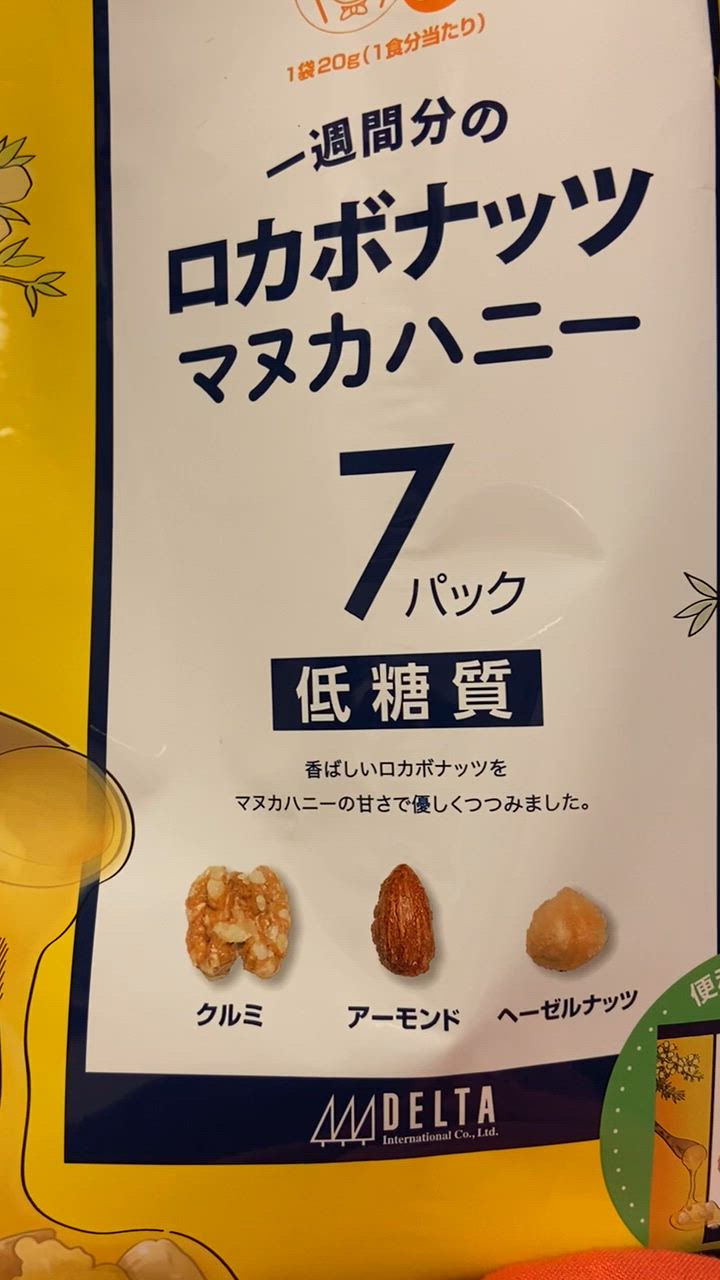 1袋20g(1食分当たり)
一週間分の
ロカボナッツ
マヌカハニー
7パック
低糖質
香ばしいロカボナッツを
マヌカハニーの甘さで優しくつつみました。
クルミ アーモンド ヘーゼルナッツ
DELTA
International Co., Ltd.
便